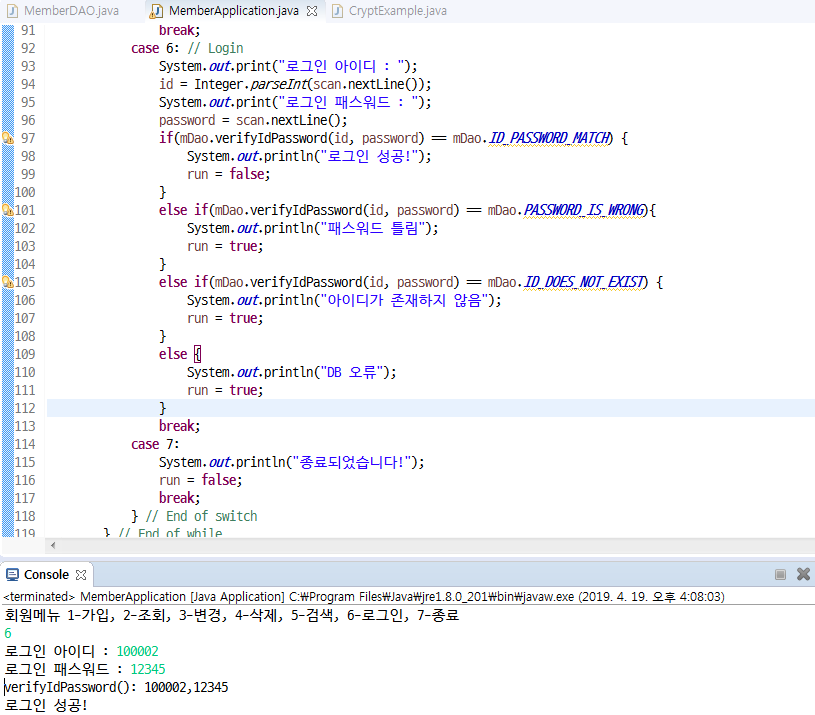 MemberDAO.java MemberApplication.java CryptExample.java
91 break;
92 case 6: // Login
93 System.out.print("로그인 아이디 : ");
94 id = Integer.parseInt(scan.nextLine());
95 System.out.print("로그인 패스워드 : ");
96 password = scan.nextLine();
97 if(mDao.verifyIdPassword(id, password) == mDao.ID_PASSWORD_MATCH) {
98 System.out.println("로그인 성공!");
99 run = false;
100 }
101 else if(mDao.verifyIdPassword(id, password) == mDao.PASSWORD_IS_WRONG){
102 System.out.println("패스워드 틀림");
103 run = true;
104 }
105 else if(mDao.verifyIdPassword(id, password) == mDao.ID_DOES_NOT_EXIST) {
106 System.out.println("아이디가 존재하지 않음");
107 run = true;
108 }
109 else {
110 System.out.println("DB 오류");
111 run = true;
112 }
113 break;
114 case 7:
115 System.out.println("종료되었습니다!");
116 run = false;
117 break;
118 } // End of switch
119 } // End of while
Console
<terminated> MemberApplication [Java Application] C:₩Program Files₩Java₩jre1.8.0_201₩bin₩javaw.exe (2019. 4. 19. 오후 4:08:03)
회원메뉴 1-가입, 2-조회, 3-변경, 4-삭제, 5-검색, 6-로그인, 7-종료
6
로그인 아이디 : 100002
로그인 패스워드 : 12345
verifyIdPassword(): 100002,12345
로그인 성공!